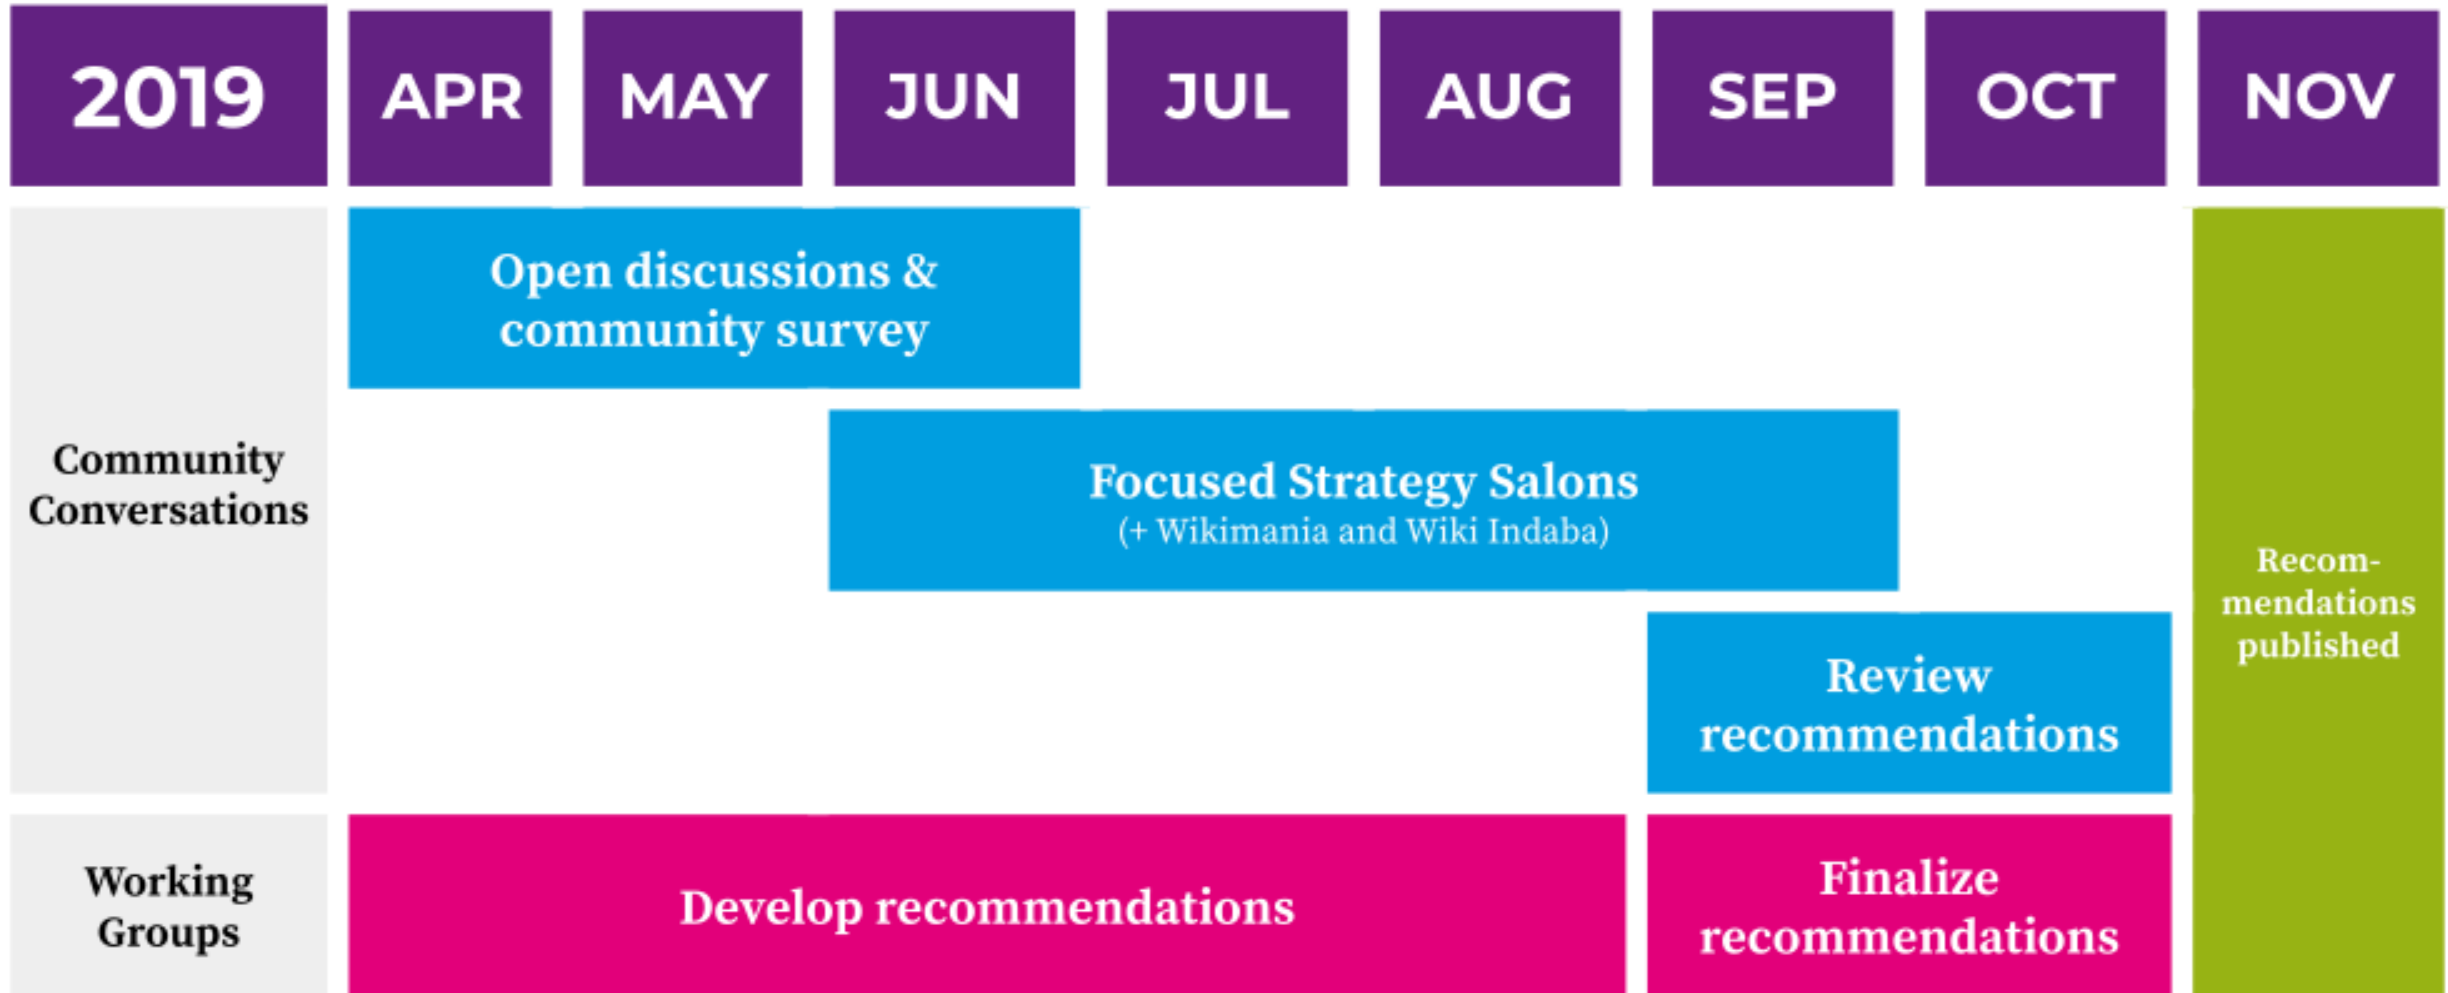 2019 APR MAY JUN JUL AUG SEP OCT NOV
Open discussions &
community survey
Community
Conversations
Focused Strategy Salons
(+ Wikimania and Wiki Indaba)
Review
recommendations
Recom-
mendations
published
Working
Groups
Develop recommendations
Finalize
recommendations